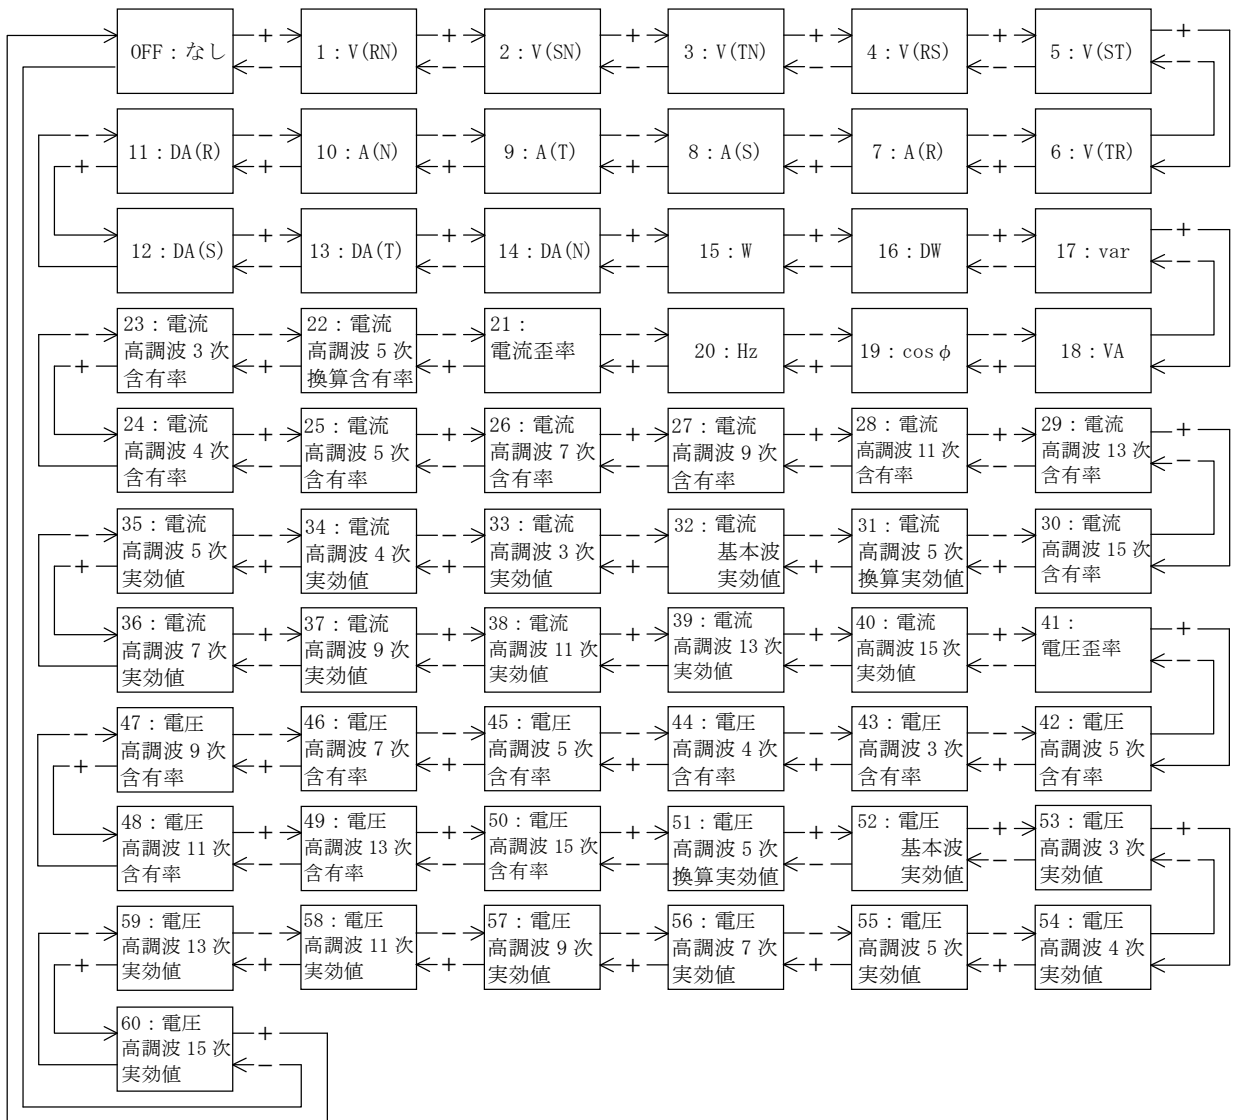 OFF：なし
1：V(RN)
2：V(SN)
3：V(TN)
4：V(RS)
5：V(ST)
11：DA(R)
10：A(N)
9：A(T)
8：A(S)
7：A(R)
6：V(TR)
12：DA(S)
13：DA(T)
14：DA(N)
15：W
16：DW
17：var
23：電流
高調波 3 次
含有率
22：電流
高調波 5 次
換算含有率
21：
電流歪率
20：Hz
19：cosφ
18：VA
24：電流
高調波 4 次
含有率
25：電流
高調波 5 次
含有率
26：電流
高調波 7 次
含有率
27：電流
高調波 9 次
含有率
28：電流
高調波 11 次
含有率
29：電流
高調波 13 次
含有率
35：電流
高調波 5 次
実効値
34：電流
高調波 4 次
実効値
33：電流
高調波 3 次
実効値
32：電流
基本波
実効値
31：電流
高調波 5 次
換算実効値
30：電流
高調波 15 次
含有率
36：電流
高調波 7 次
実効値
37：電流
高調波 9 次
実効値
38：電流
高調波 11 次
実効値
39：電流
高調波 13 次
実効値
40：電流
高調波 15 次
実効値
41：
電圧歪率
47：電圧
高調波 9 次
含有率
46：電圧
高調波 7 次
含有率
45：電圧
高調波 5 次
含有率
44：電圧
高調波 4 次
含有率
43：電圧
高調波 3 次
含有率
42：電圧
高調波 5 次
含有率
48：電圧
高調波 11 次
含有率
49：電圧
高調波 13 次
含有率
50：電圧
高調波 15 次
含有率
51：電圧
高調波 5 次
換算実効値
52：電圧
基本波
実効値
53：電圧
高調波 3 次
実効値
59：電圧
高調波 13 次
実効値
58：電圧
高調波 11 次
実効値
57：電圧
高調波 9 次
実効値
56：電圧
高調波 7 次
実効値
55：電圧
高調波 5 次
実効値
54：電圧
高調波 4 次
実効値
60：電圧
高調波 15 次
実効値